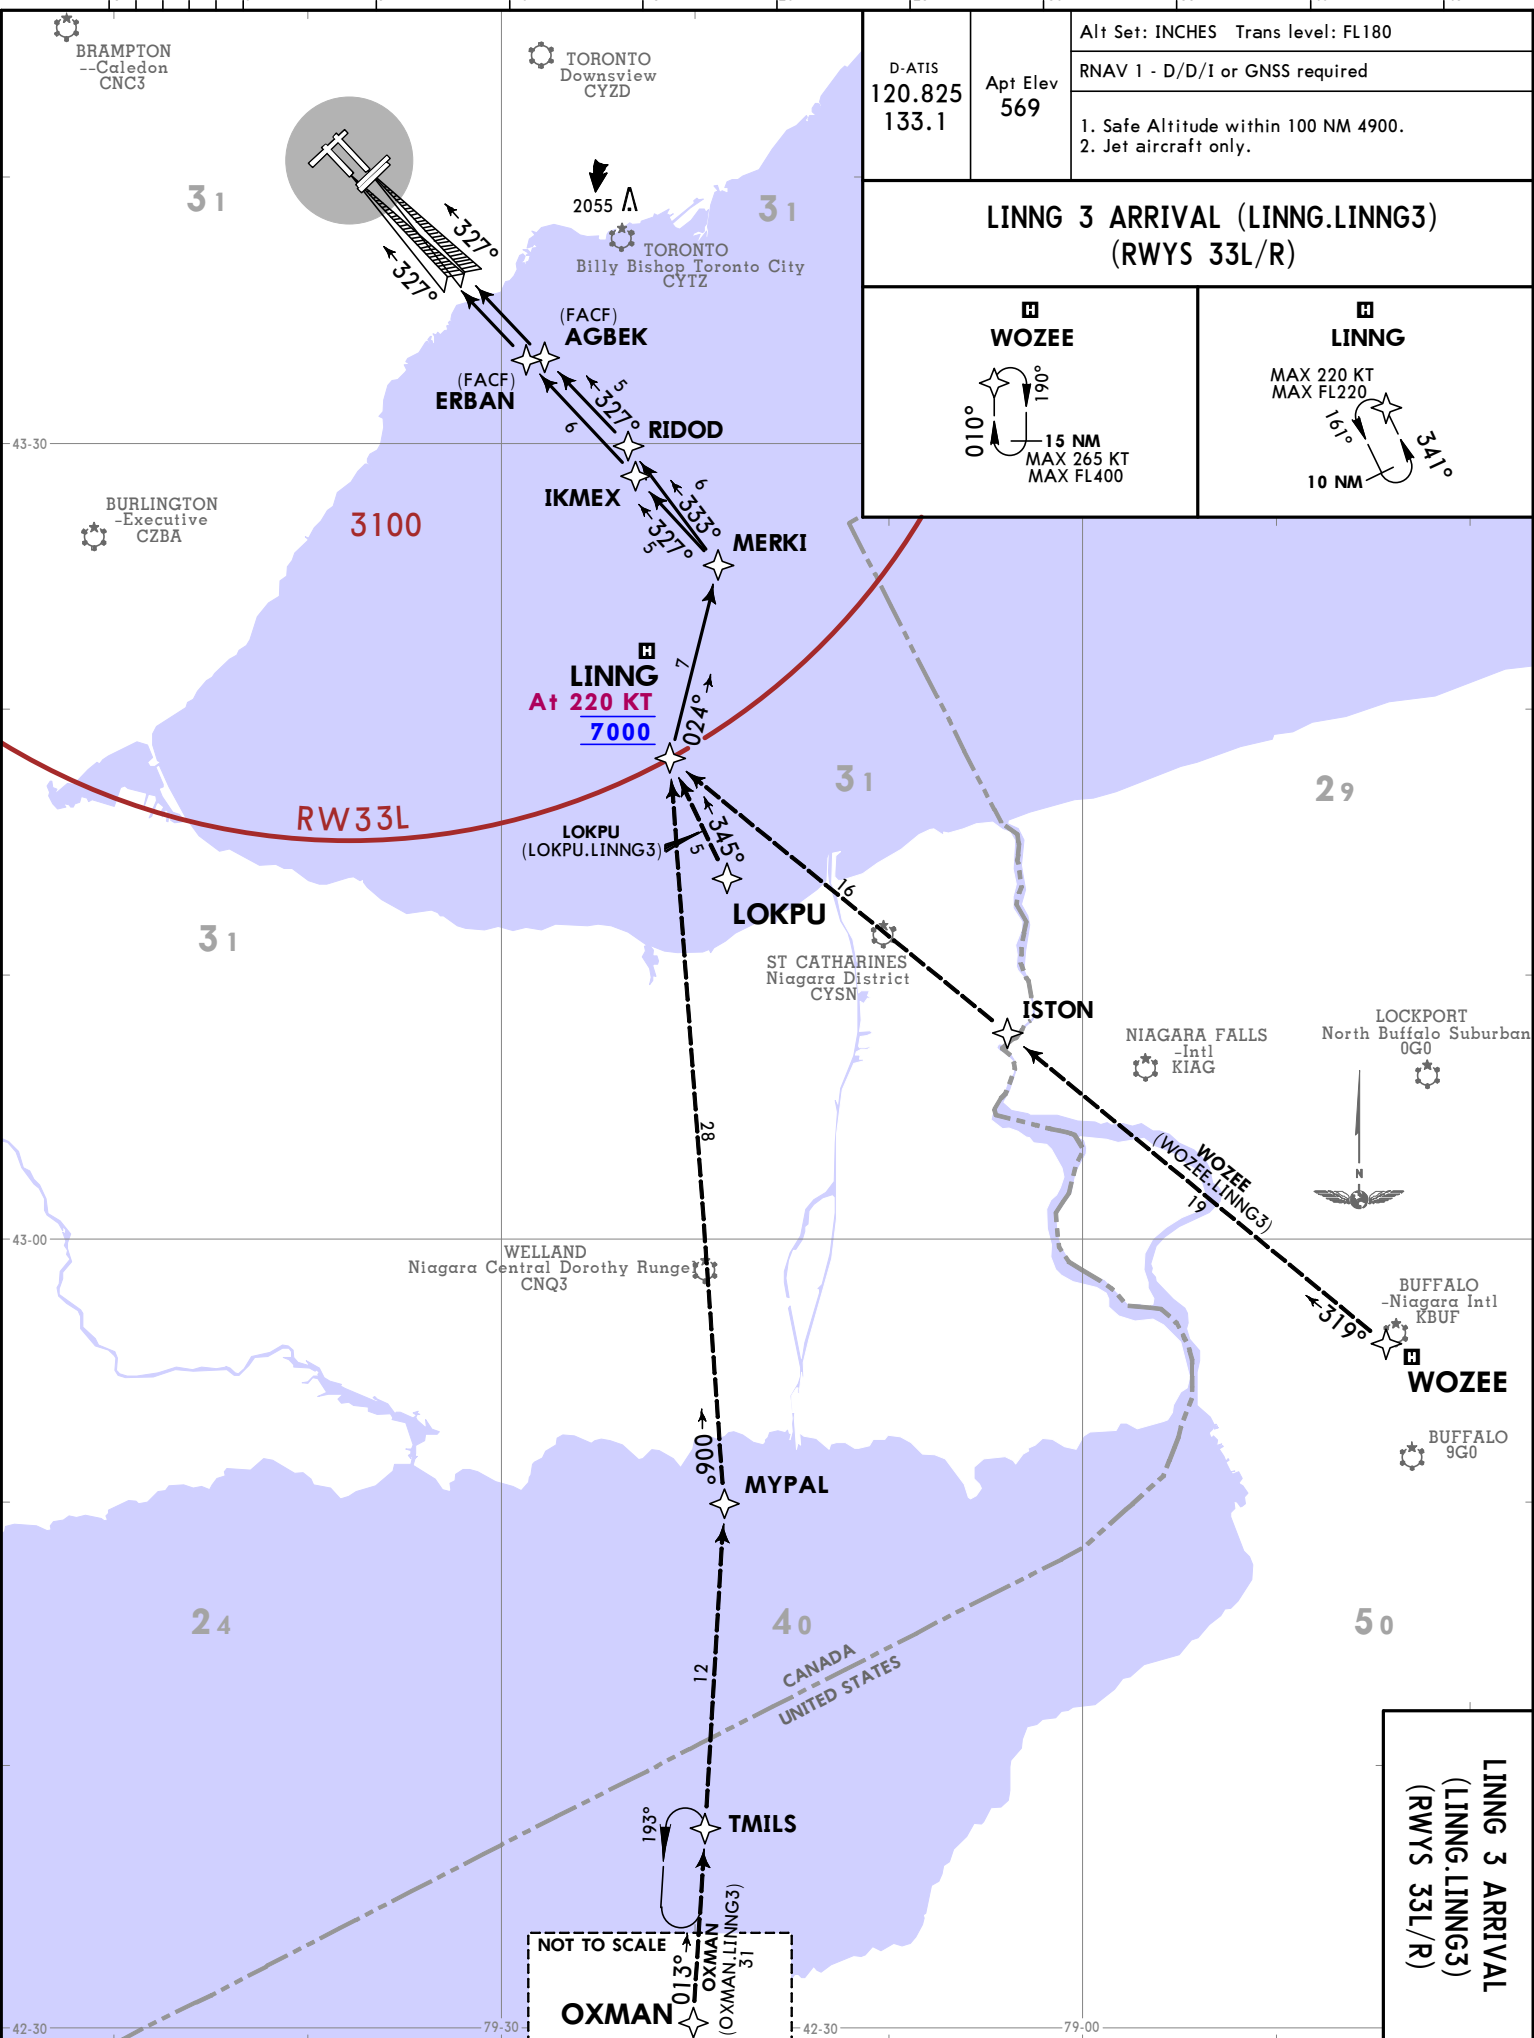 BRAMPTON
--Caledon
CNC3
TORONTO
Downsview
CYZD
D-ATIS
120.825
133.1
Apt Elev
569
Alt Set: INCHES Trans level: FL180
RNAV 1 - D/D/I or GNSS required
1. Safe Altitude within 100 NM 4900.
2. Jet aircraft only.
LINNG 3 ARRIVAL (LINNG.LINNG3)
(RWYS 33L/R)
H
WOZEE
190°
010°
15 NM
MAX 265 KT
MAX FL400
H
LINNG
MAX 220 KT
MAX FL220
161°
341°
10 NM
31
2055
31
TORONTO
Billy Bishop Toronto City
CYTZ
327°
327°
(FACF)
AGBEK
(FACF)
ERBAN
5
327°
6
RIDOD
43-30
IKMEX
6
333°
327°
5
MERKI
BURLINGTON
-Executive
CZBA
3100
H
LINNG
At 220 KT
7000
7
024°
31
29
RW33L
LOKPU
(LOKPU.LINNG3)
345°
5
LOKPU
16
31
ST CATHARINES
Niagara District
CYSN
ISTON
NIAGARA FALLS
-Intl
KIAG
LOCKPORT
North Buffalo Suburban
0G0
28
N
WOZEE
(WOZEE.LINNG3)
19
43-00
WELLAND
Niagara Central Dorothy Runge
CNQ3
BUFFALO
-Niagara Intl
KBUF
319°
H
WOZEE
BUFFALO
9G0
009°
MYPAL
24
40
50
12
CANADA
UNITED STATES
193°
TMILS
NOT TO SCALE
013°
OXMAN
(OXMAN.LINNG3)
31
OXMAN
42-30
79-30
42-30
79-00
LINNG 3 ARRIVAL
(LINNG.LINNG3)
(RWYS 33L/R)